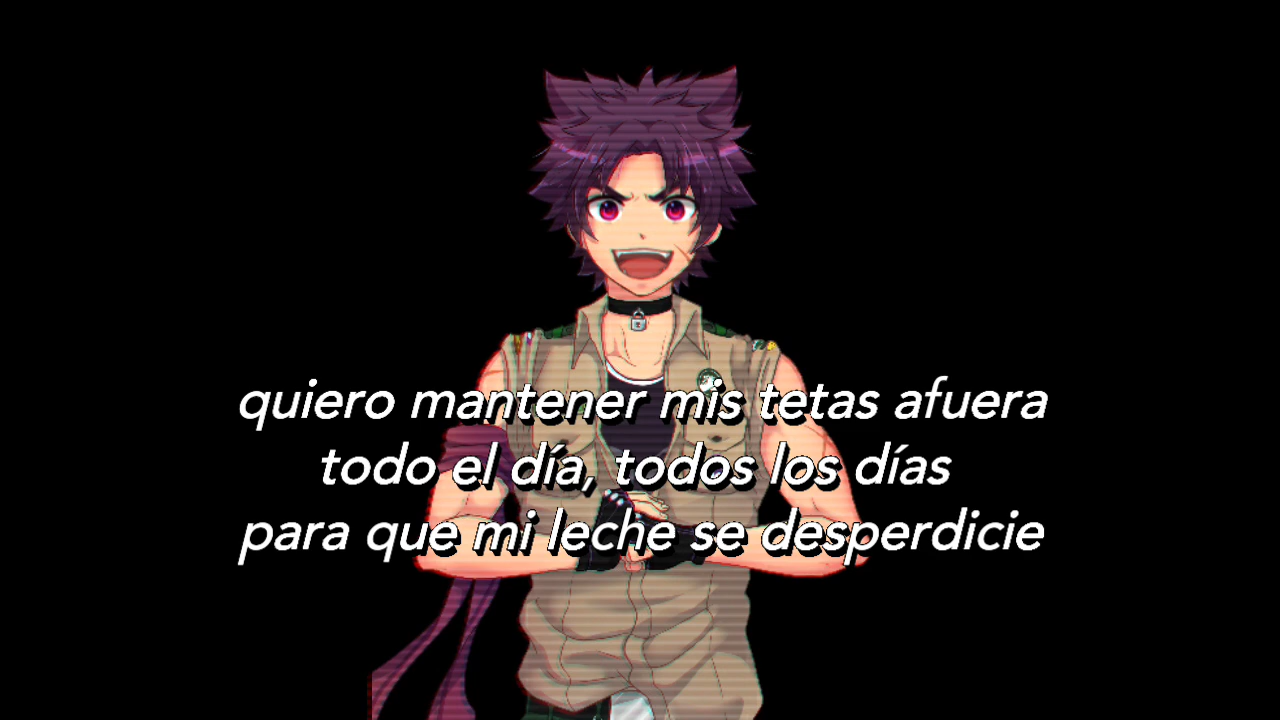 quiero mantener mis tetas afuera
todo el día, todos los días
para que mi leche se desperdicie